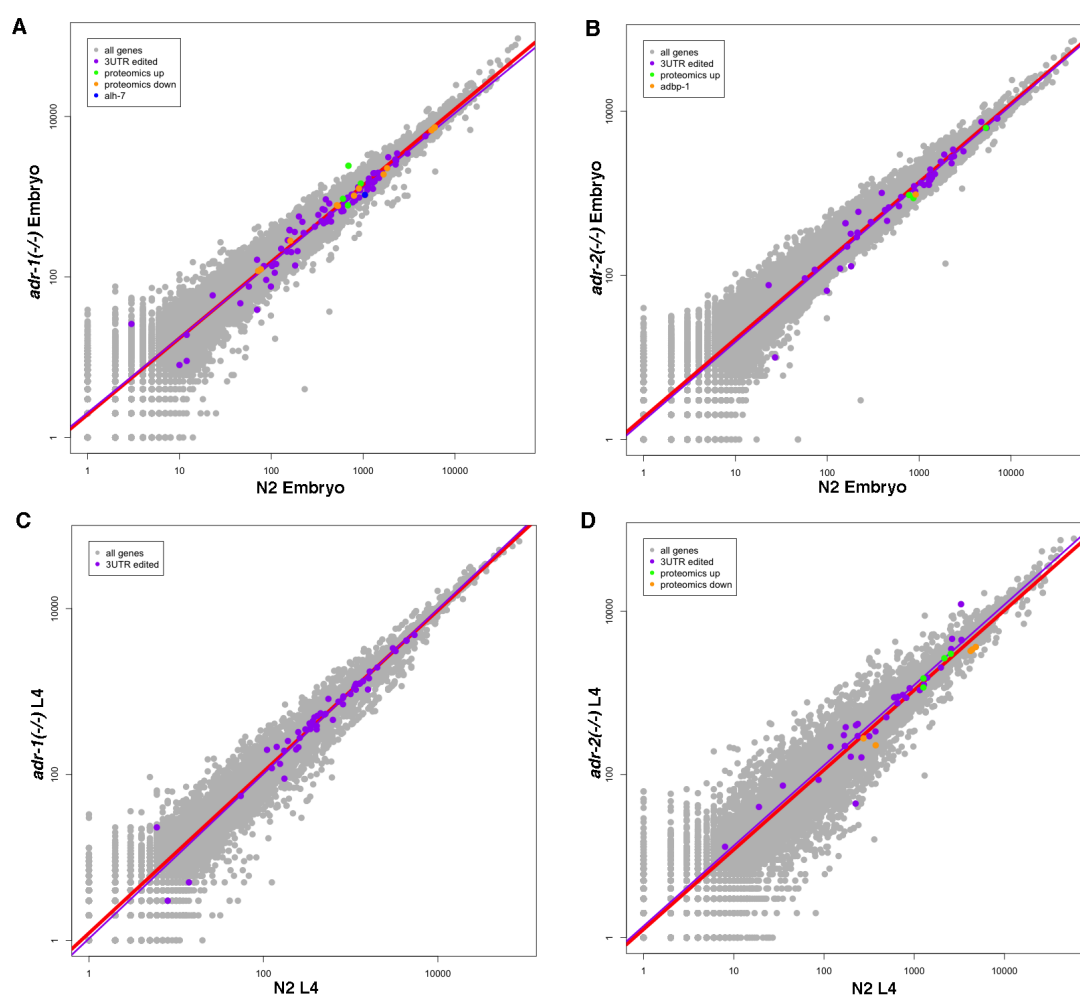 A
all genes
3UTR edited
proteomics up
proteomics down
alh-7
adr-1(-/-) Embryo
10000
100
1
1
10
100
1000
10000
N2 Embryo
B
all genes
3UTR edited
proteomics up
adbp-1
adr-2(-/-) Embryo
10000
100
1
1
10
100
1000
10000
N2 Embryo
C
all genes
3UTR edited
adr-1(-/-) L4
10000
100
1
1
100
10000
N2 L4
D
all genes
3UTR edited
proteomics up
proteomics down
adr-2(-/-) L4
10000
100
1
1
10
100
1000
10000
N2 L4